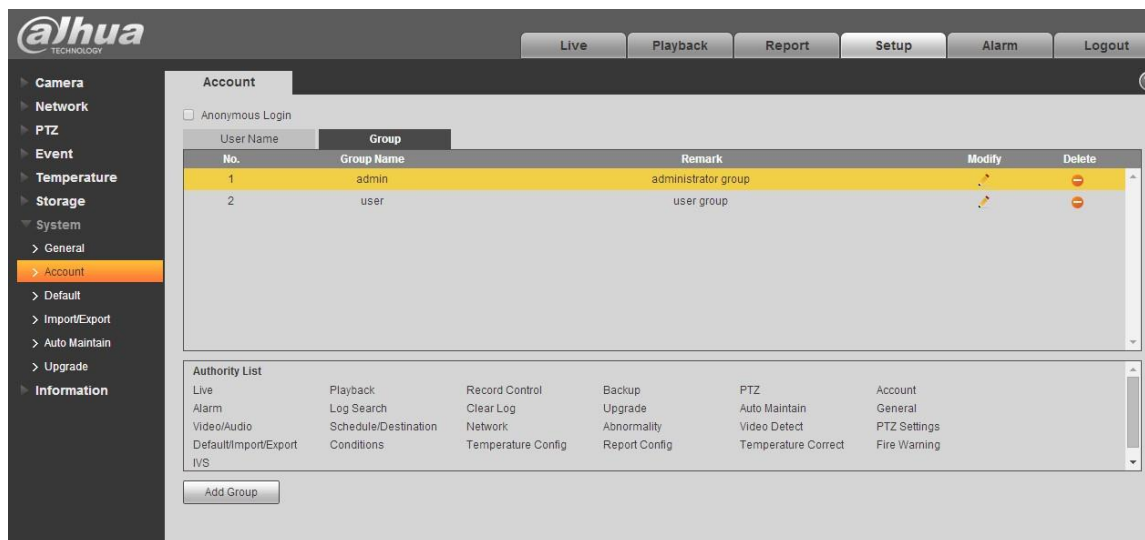 alhua
TECHNOLOGY
Live Playback Report Setup Alarm Logout
Camera
Network
PTZ
Event
Temperature
Storage
System
> General
> Account
> Default
> Import/Export
> Auto Maintain
> Upgrade
Information
Account
Anonymous Login
User Name Group
No. Group Name Remark Modify Delete
1 admin administrator group
2 user user group
Authority List
Live Playback Record Control Backup PTZ Account
Alarm Log Search Clear Log Upgrade Auto Maintain General
Video/Audio Schedule/Destination Network Abnormality Video Detect PTZ Settings
Default/Import/Export Conditions Temperature Config Report Config Temperature Correct Fire Warning
IVS
Add Group